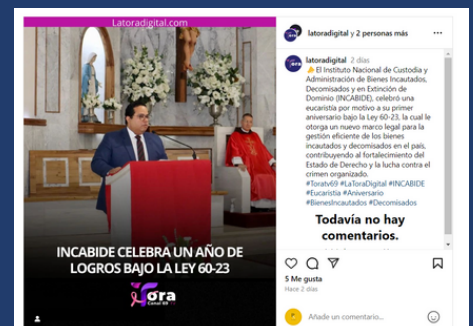 Latoradigital.com
INCABIDE CELEBRA UN AÑO DE
LOGROS BAJO LA LEY 60-23
Tora
Canal 69
latoradigital y 2 personas más
latoradigital 2 días
El Instituto Nacional de Custodia y
Administración de Bienes Incautados,
Decomisados y en Extinción de
Dominio (INCABIDE), celebró una
eucaristía por motivo a su primer
aniversario bajo la Ley 60-23, la cual le
otorga un nuevo marco legal para la
gestión eficiente de los bienes
incautados y decomisados en el país,
contribuyendo al fortalecimiento del
Estado de Derecho y la lucha contra el
crimen organizado.
#Toratv69 #LaToraDigital #INCABIDE
#Eucaristia #Aniversario
#BienesIncautados #Decomisados
Todavía no hay
comentarios.
5 Me gusta
Hace 2 días
Añade un comentario...